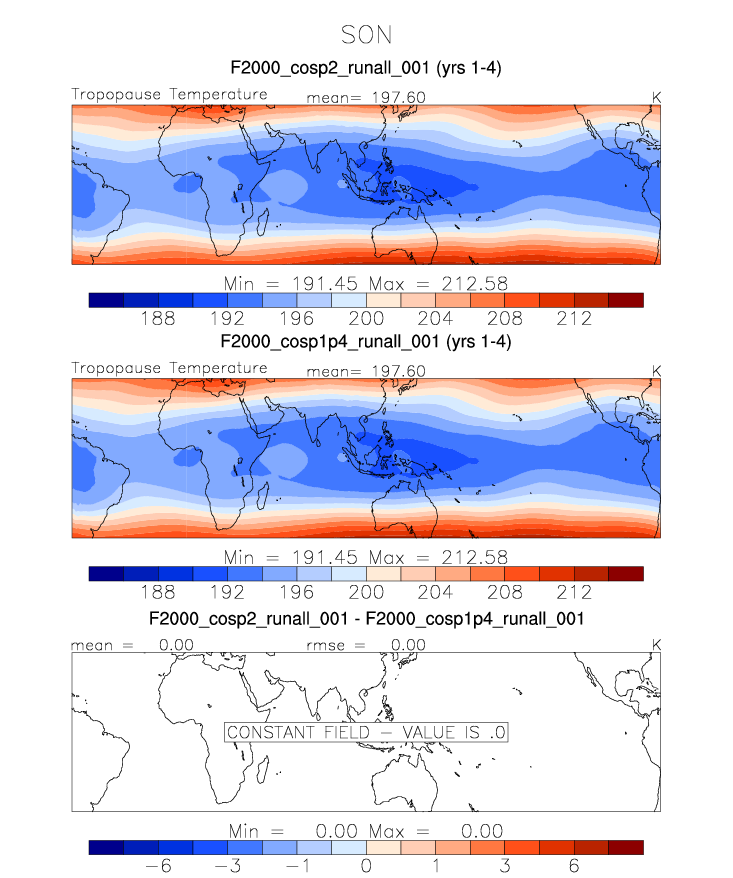 SON
F2000_cosp2_runall_001 (yrs 1-4)
Tropopause Temperature mean= 197.60 K
Min = 191.45 Max = 212.58
188 192 196 200 204 208 212
F2000_cosp1p4_runall_001 (yrs 1-4)
Tropopause Temperature mean= 197.60 K
Min = 191.45 Max = 212.58
188 192 196 200 204 208 212
F2000_cosp2_runall_001 - F2000_cosp1p4_runall_001
mean = 0.00 rmse = 0.00 K
CONSTANT FIELD - VALUE IS .0
Min = 0.00 Max = 0.00
-6 -3 -1 0 1 3 6